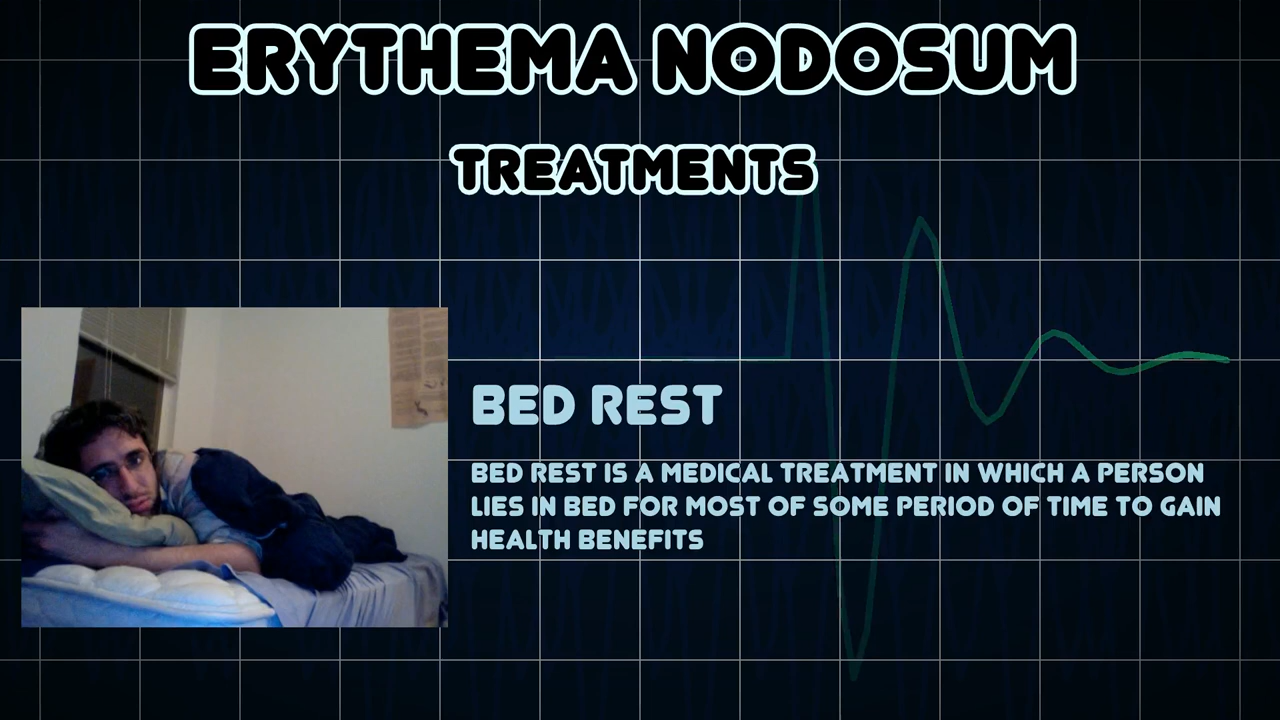 ERYTHEMA NODOSUM
TREATMENTS
BED REST
BED REST IS A MEDICAL TREATMENT IN WHICH A PERSON
LIES IN BED FOR MOST OF SOME PERIOD OF TIME TO GAIN
HEALTH BENEFITS